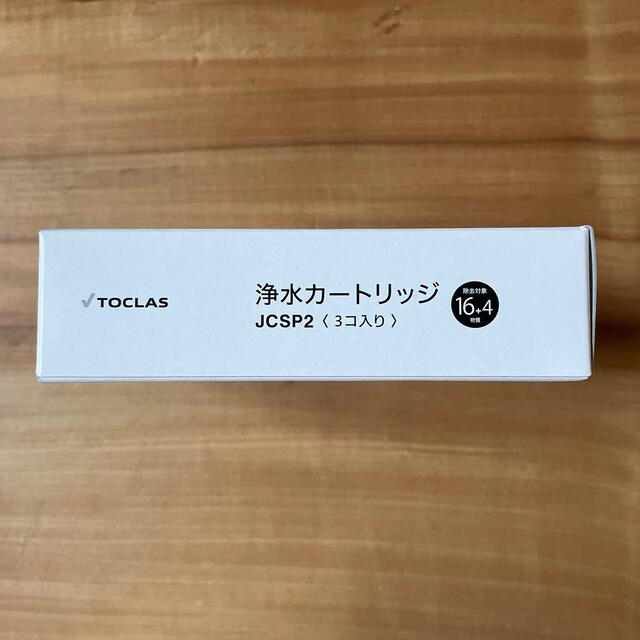 TOCLAS
浄水カートリッジ
JCSP2〈3コ入り〉
除去対象
16+4
物質